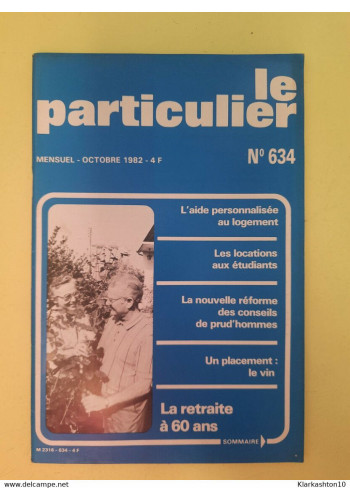 le
particulier
MENSUEL - OCTOBRE 1982 - 4 F
N° 634
L'aide personnalisée
au logement
Les locations
aux étudiants
La nouvelle réforme
des conseils
de prud'hommes
Un placement :
le vin
La retraite
à 60 ans
SOMMAIRE
M 2316 - 634 - 4 F
www.delcampe.net
Klarkashton10